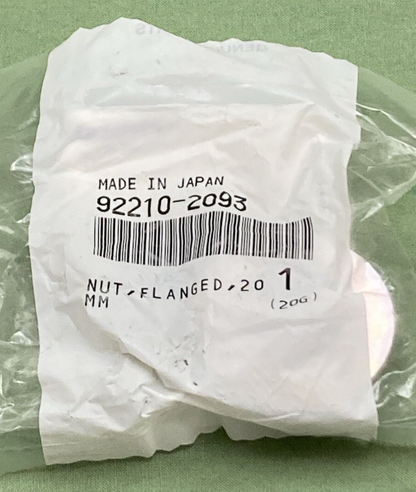 MADE IN JAPAN
92210-2093
NUT,FLANGED,20 1
MM (20G)